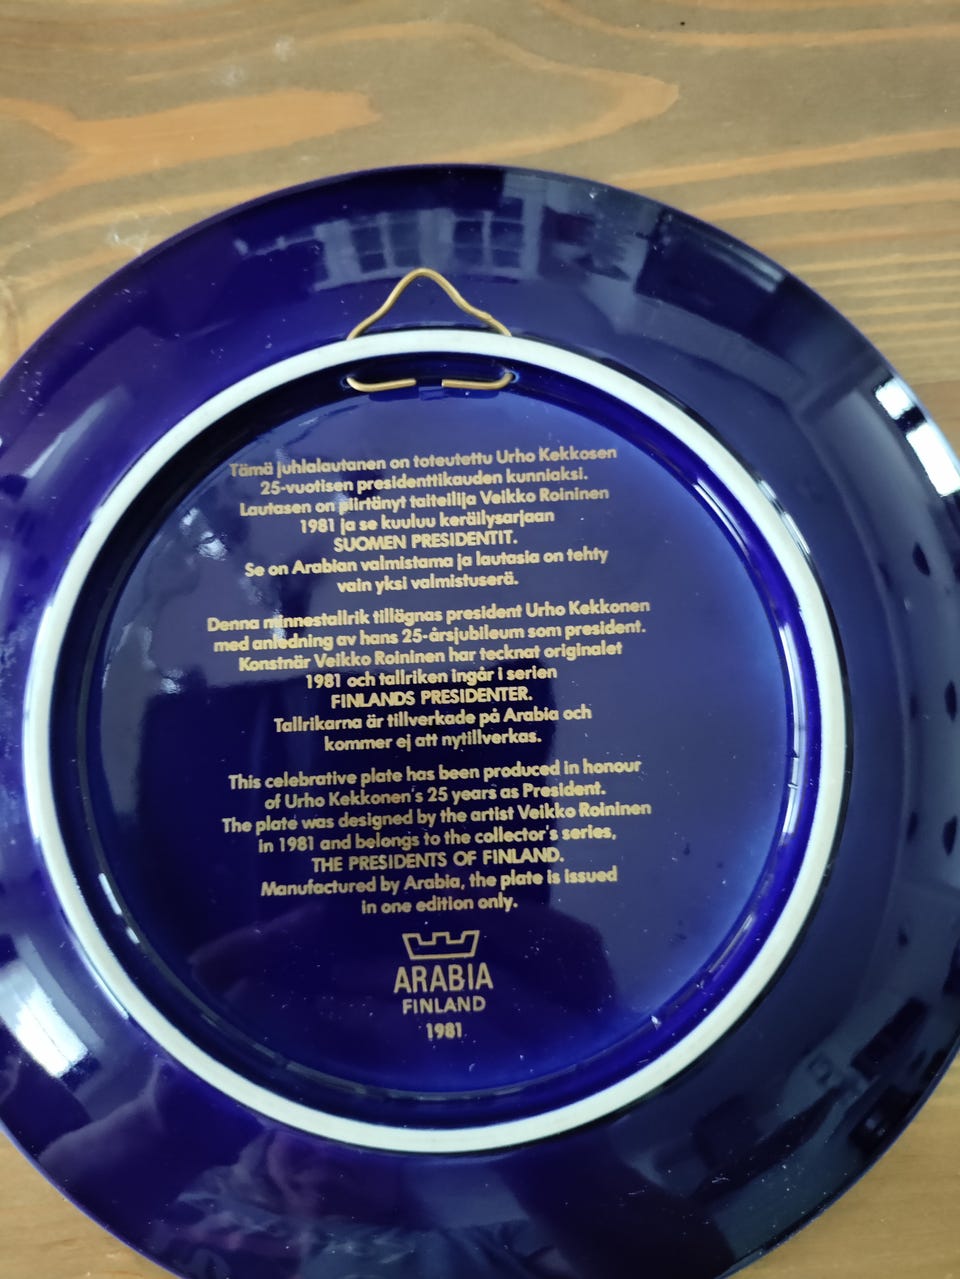 Tämä juhlalautanen on toteutettu Urho Kekkosen
25-vuotisen presidenttikauden kunniaksi.
Lautasen on piirtänyt taiteilija Veikko Roininen
1981 ja se kuuluu keräilysarjaan
SUOMEN PRESIDENTIT.
Se on Arabian valmistama ja lautasia on tehty
vain yksi valmistuserä.
Denna minnestallrik tillägnas president Urho Kekkonen
med anledning av hans 25-årsjubileum som president.
Konstnär Veikko Roininen har tecknat originalet
1981 och tallriken ingår i serien
FINLANDS PRESIDENTER.
Tallrikarna är tillverkade på Arabia och
kommer ej att nytillverkas.
This celebrative plate has been produced in honour
of Urho Kekkonen's 25 years as President.
The plate was designed by the artist Veikko Roininen
in 1981 and belongs to the collector's series,
THE PRESIDENTS OF FINLAND.
Manufactured by Arabia, the plate is issued
in one edition only.
ARABIA
FINLAND
1981